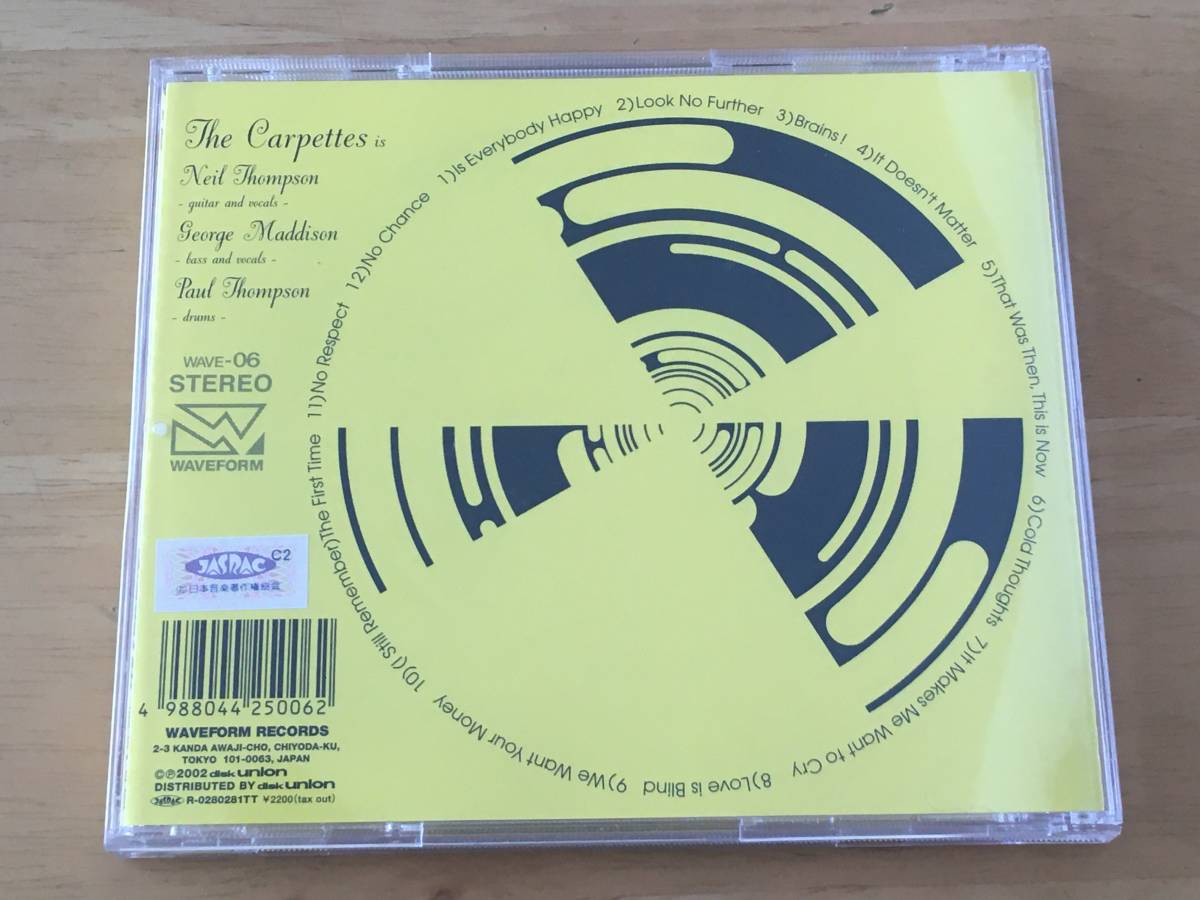 The Carpettes is
Neil Thompson
- guitar and vocals -
George Maddison
- bass and vocals -
Paul Thompson
- drums -
WAVE-06
STEREO
WAVEFORM
JASRAC C2
日本音楽著作権協会
4 988044 250062
WAVEFORM RECORDS
2-3 KANDA AWAJI-CHO, CHIYODA-KU,
TOKYO 101-0063, JAPAN
©℗2002 disk union
DISTRIBUTED BY disk union
JASRAC R-0280281TT ¥2200(tax out)
1)Is Everybody Happy
2)Look No Further
3)Brains!
4)It Doesn't Matter
5)That Was Then, This is Now
6)Cold Thoughts
7)It Makes Me Want to Cry
8)Love is Blind
9)We Want Your Money
10)(I Still Remember)The First Time
11)No Respect
12)No Chance